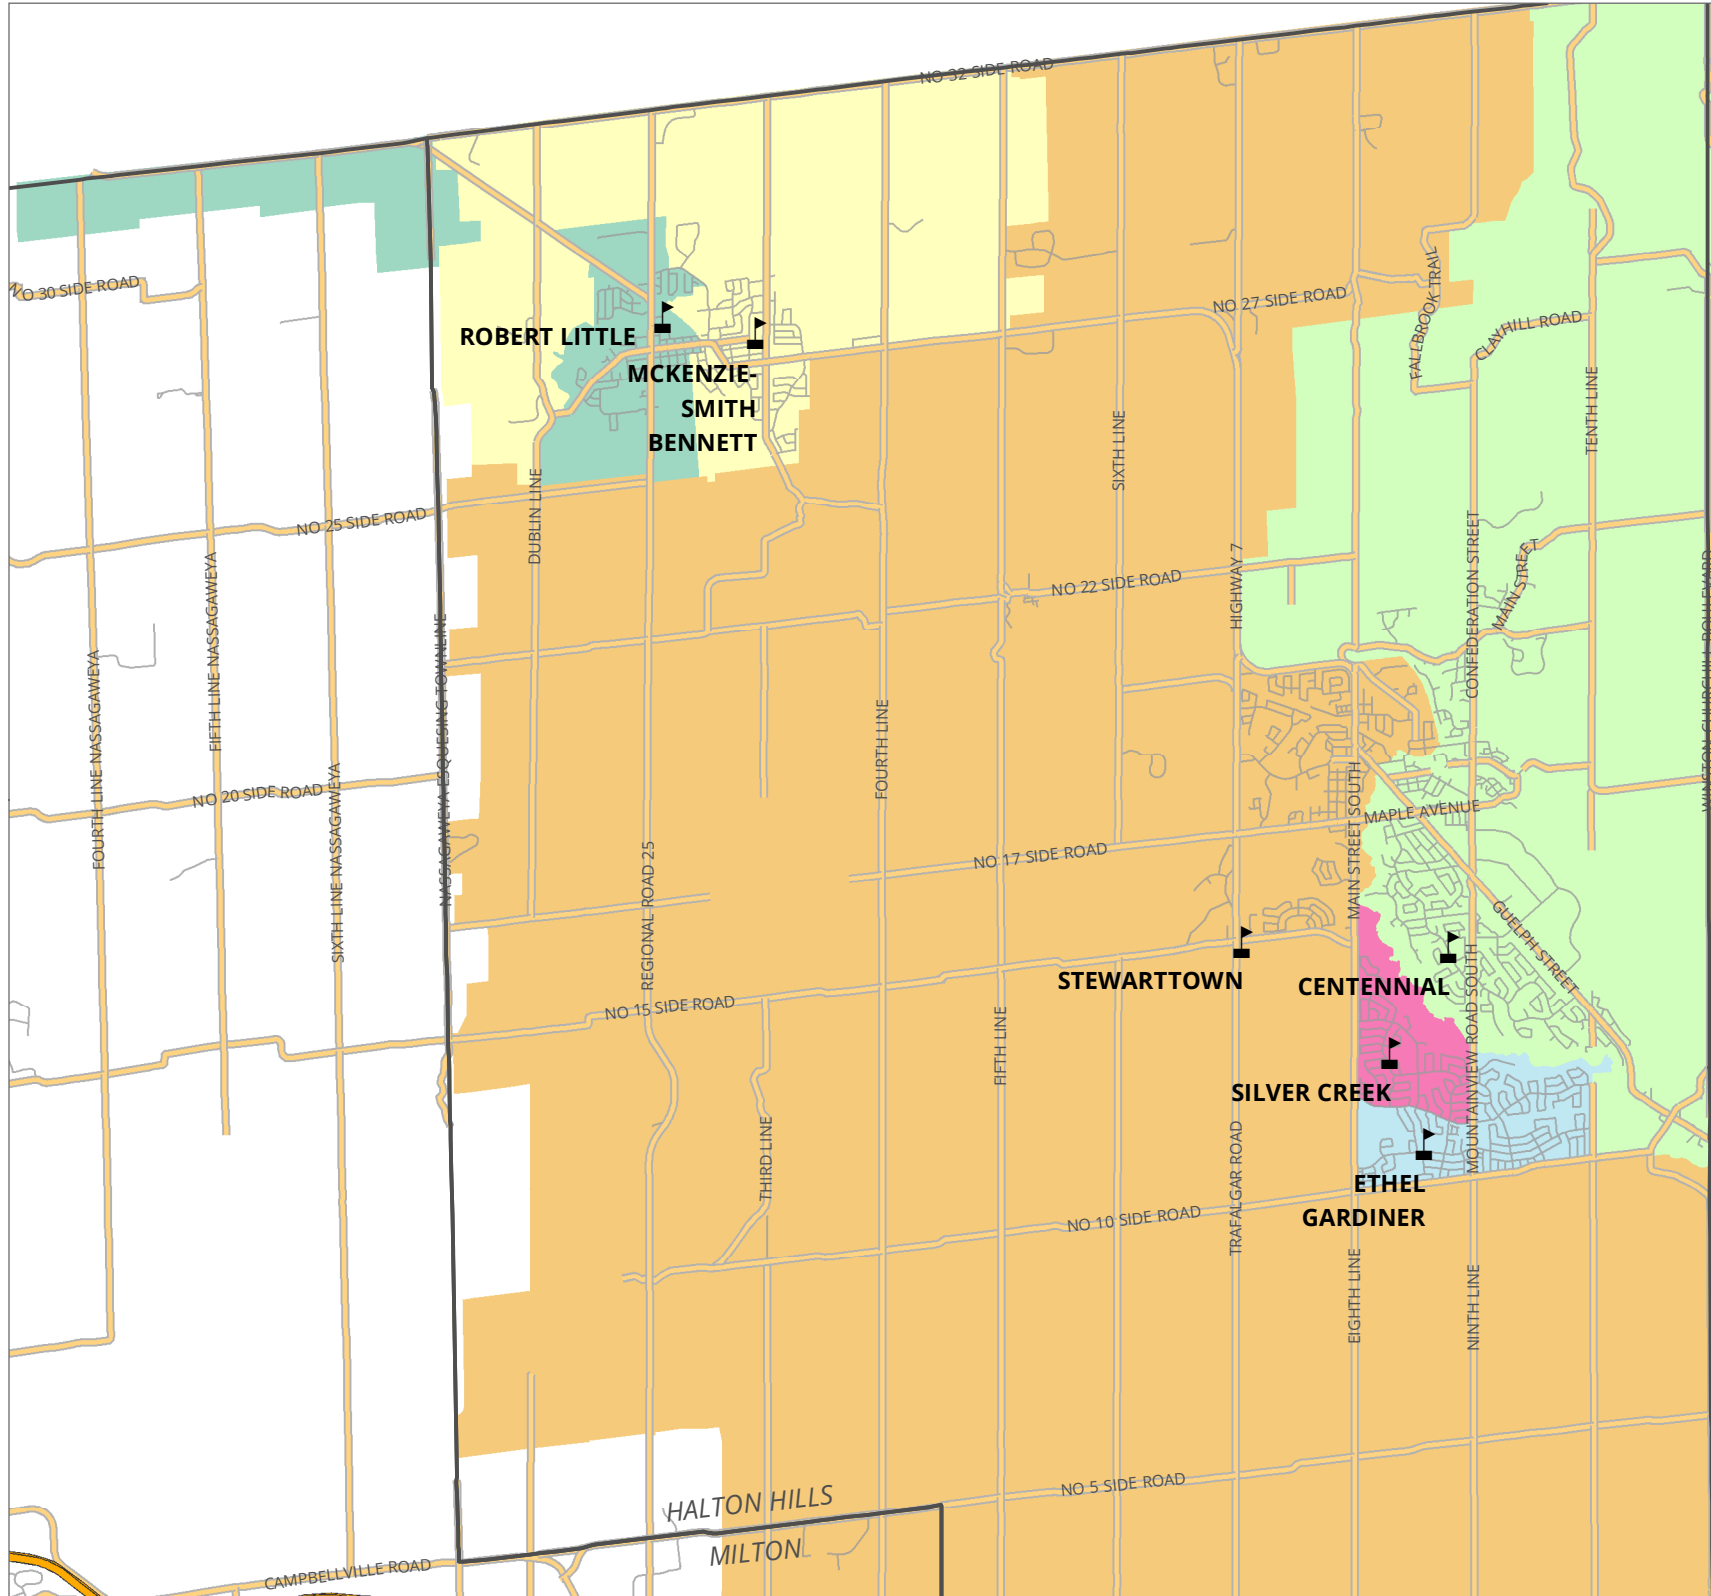 NO 32 SIDE ROAD
NO 30 SIDE ROAD
NO 27 SIDE ROAD
FALLBROOK TRAIL
CLAYHILL ROAD
ROBERT LITTLE
MCKENZIE-
SMITH
BENNETT
TENTH LINE
SIXTH LINE
DUBLIN LINE
NO 25 SIDE ROAD
CONFEDERATION STREET
MAIN STREET
HIGHWAY 7
NO 22 SIDE ROAD
FIFTH LINE NASSAGAWEYA
FOURTH LINE NASSAGAWEYA
NASSAGAWEYA ESQUESING TOWNLINE
WINSTON CHURCHILL BOULEVARD
FOURTH LINE
NO 20 SIDE ROAD
SIXTH LINE NASSAGAWEYA
MAIN STREET SOUTH
MAPLE AVENUE
NO 17 SIDE ROAD
REGIONAL ROAD 25
GUELPH STREET
STEWARTTOWN
CENTENNIAL
NO 15 SIDE ROAD
FIFTH LINE
MOUNTAINVIEW ROAD SOUTH
SILVER CREEK
THIRD LINE
TRAFALGAR ROAD
ETHEL
GARDINER
NO 10 SIDE ROAD
EIGHTH LINE
NINTH LINE
NO 5 SIDE ROAD
HALTON HILLS
MILTON
CAMPBELLVILLE ROAD